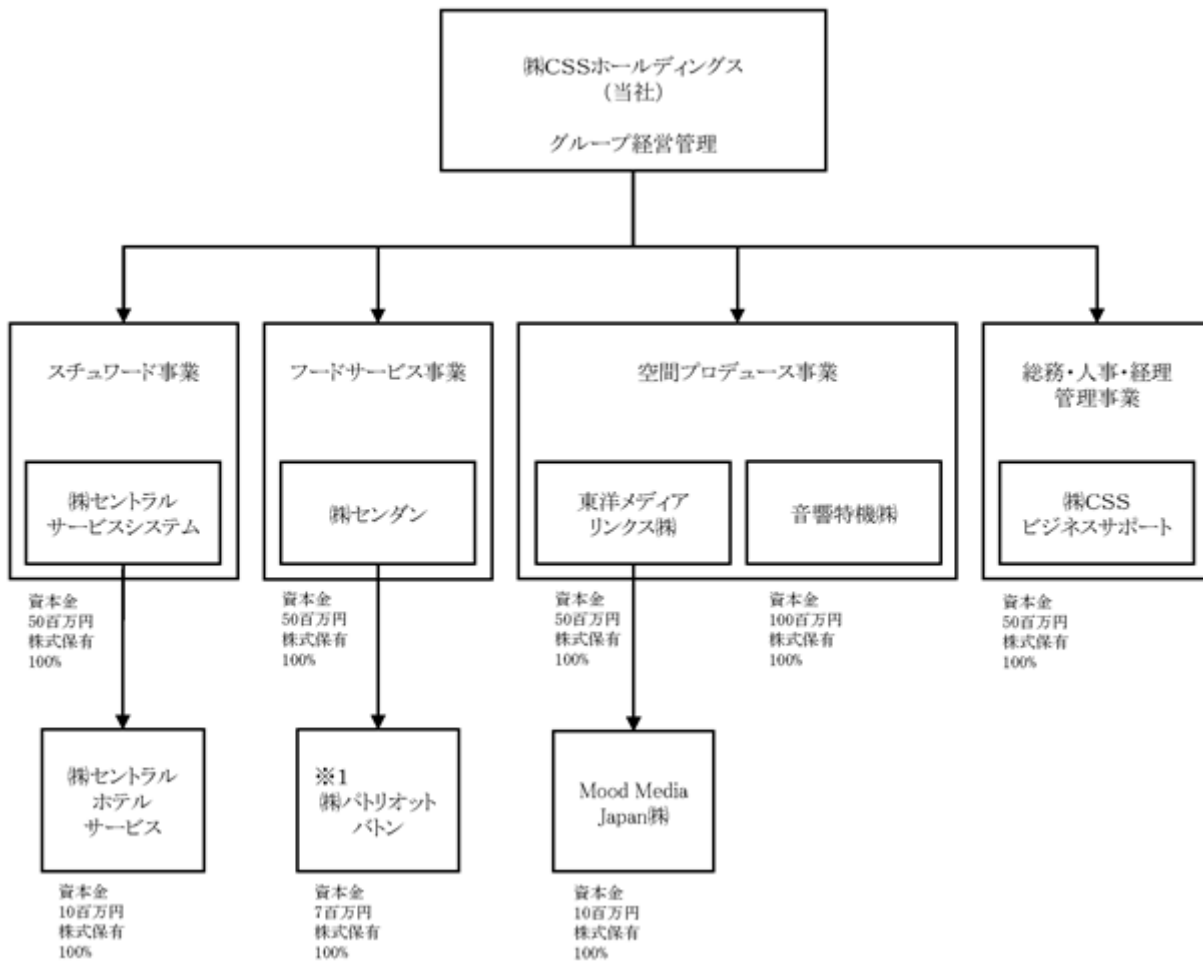 ㈱CSSホールディングス
(当社)
グループ経営管理
スチュワード事業
㈱セントラル
サービスシステム
資本金
50百万円
株式保有
100%
㈱セントラル
ホテル
サービス
資本金
10百万円
株式保有
100%
フードサービス事業
㈱センダン
資本金
50百万円
株式保有
100%
※1
㈱パトリオット
バトン
資本金
7百万円
株式保有
100%
空間プロデュース事業
東洋メディア
リンクス㈱
資本金
50百万円
株式保有
100%
音響特機㈱
資本金
100百万円
株式保有
100%
Mood Media
Japan㈱
資本金
10百万円
株式保有
100%
総務・人事・経理
管理事業
㈱CSS
ビジネスサポート
資本金
50百万円
株式保有
100%